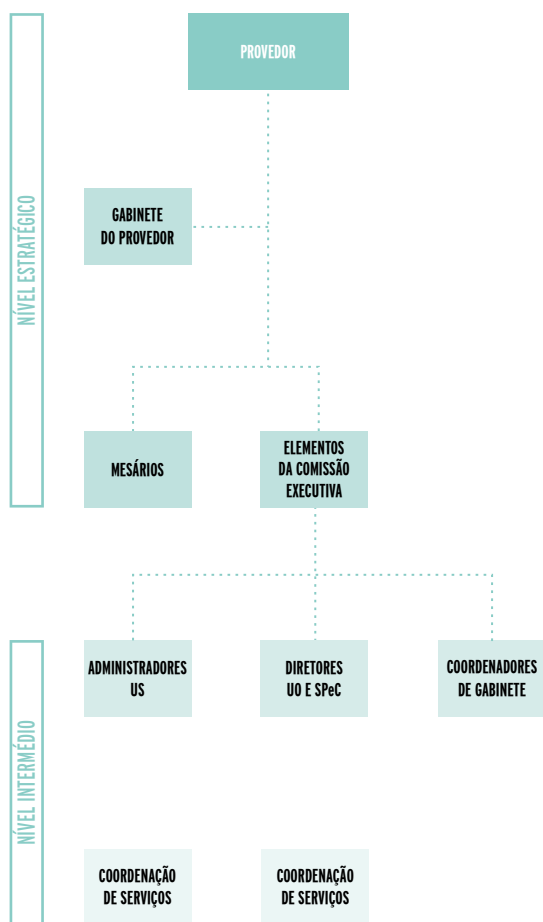 PROVEDOR
NÍVEL ESTRATÉGICO
GABINETE
DO PROVEDOR
MESÁRIOS
ELEMENTOS
DA COMISSÃO
EXECUTIVA
NÍVEL INTERMÉDIO
ADMINISTRADORES
US
DIRETORES
UO E SPeC
COORDENADORES
DE GABINETE
COORDENAÇÃO
DE SERVIÇOS
COORDENAÇÃO
DE SERVIÇOS